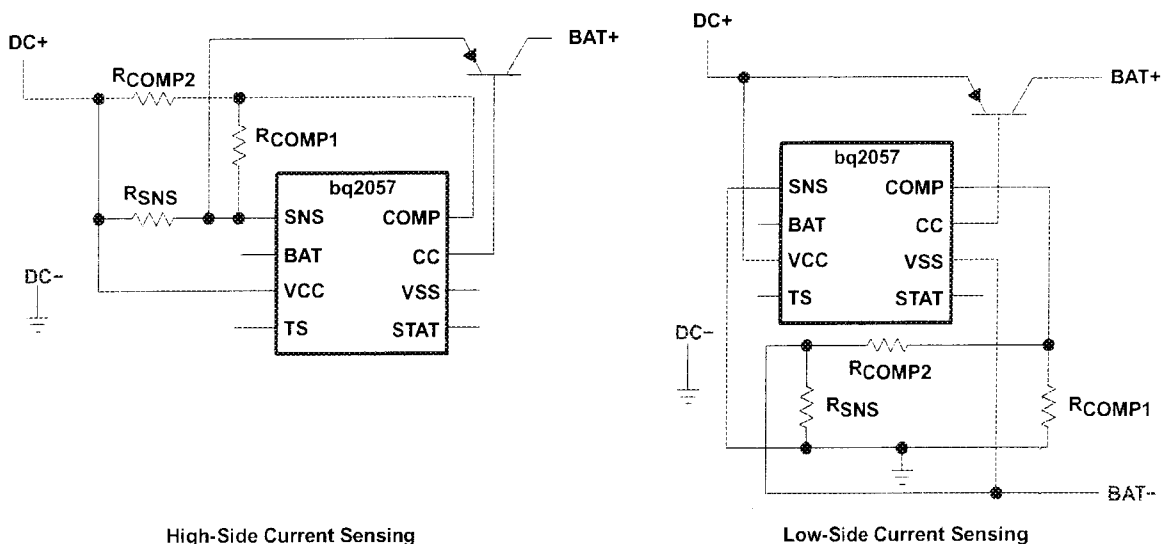 DC+
BAT+
RCOMP2
RCOMP1
bq2057
RSNS
SNS
COMP
BAT
CC
DC−
VCC
VSS
TS
STAT
High-Side Current Sensing
DC+
BAT+
bq2057
SNS
COMP
BAT
CC
VCC
VSS
TS
STAT
DC−
RCOMP2
RSNS
RCOMP1
BAT−
Low-Side Current Sensing